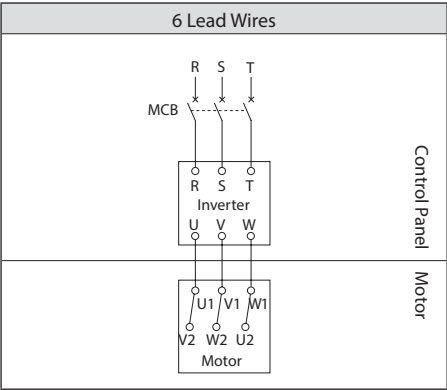 6 Lead Wires
R S T
MCB
R S T
Inverter
U V W
Control Panel
U1 V1 W1
V2 W2 U2
Motor
Motor